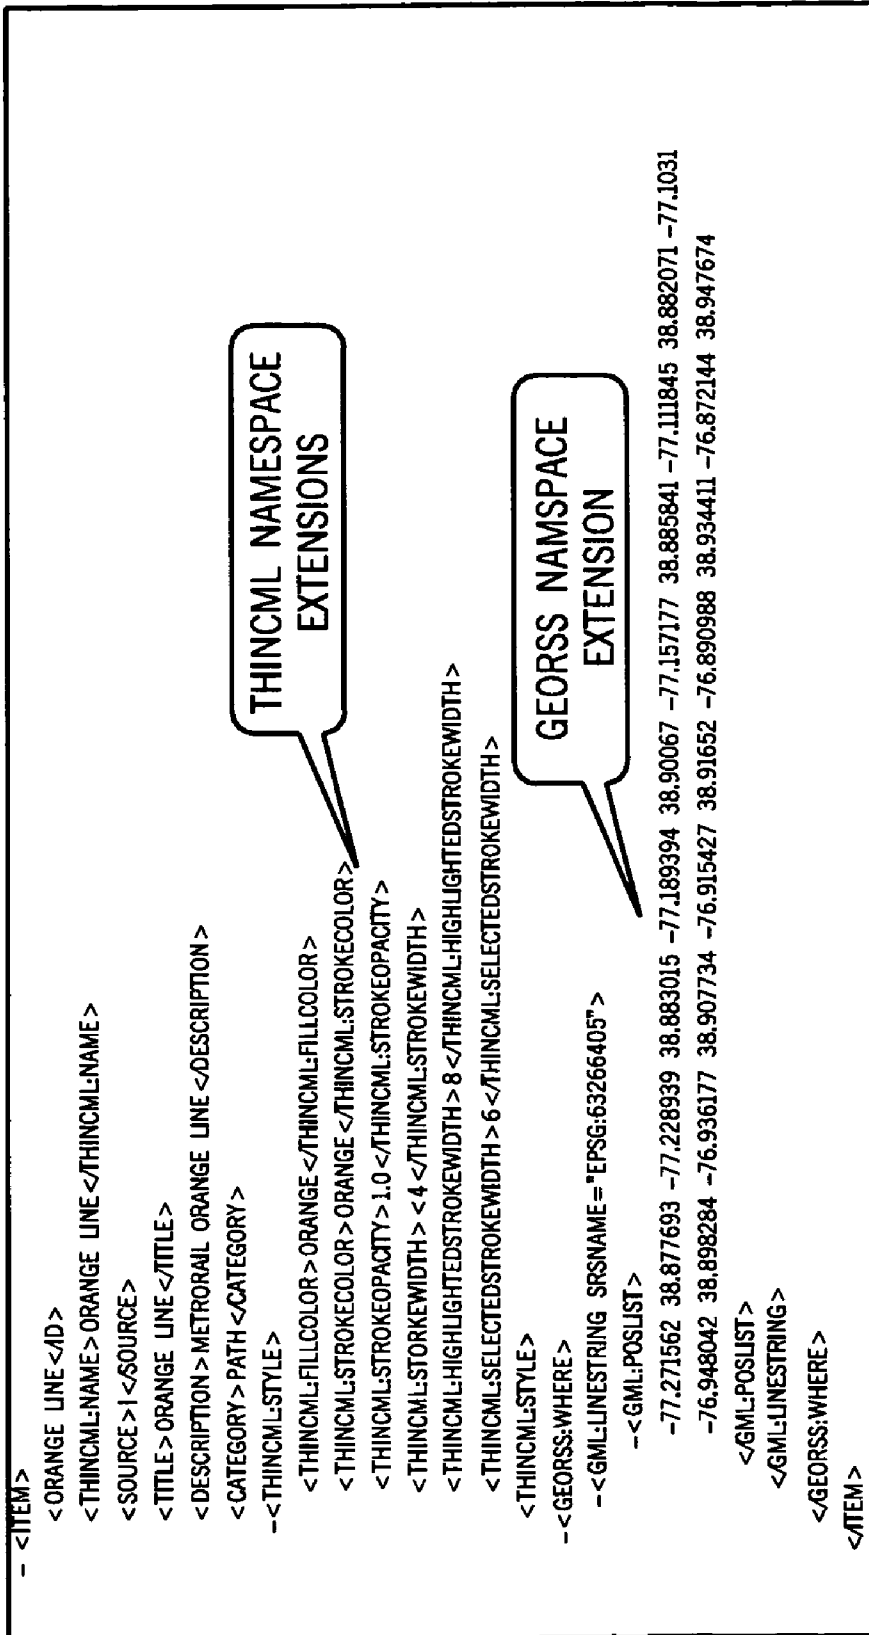 - <ITEM>
<ORANGE LINE</ID>
<THINCML:NAME>ORANGE LINE</THINCML:NAME>
<SOURCE>1</SOURCE>
<TITLE>ORANGE LINE</TITLE>
<DESCRIPTION>METRORAIL ORANGE LINE</DESCRIPTION>
<CATEGORY>PATH</CATEGORY>
-<THINCML:STYLE>
<THINCML:FILLCOLOR>ORANGE</THINCML:FILLCOLOR>
<THINCML:STROKECOLOR>ORANGE</THINCML:STROKECOLOR>
<THINCML:STROKEOPACITY>1.0</THINCML:STROKEOPACITY>
<THINCML:STORKEWIDTH><4</THINCML:STROKEWIDTH>
<THINCML:HIGHLIGHTEDSTROKEWIDTH>8</THINCML:HIGHLIGHTEDSTROKEWIDTH>
<THINCML:SELECTEDSTROKEWIDTH>6</THINCML:SELECTEDSTROKEWIDTH>
<THINCML:STYLE>
-<GEORSS:WHERE>
-<GML:LINESTRING SRSNAME="EPSG:63266405">
-<GML:POSLIST>
-77.271562 38.877693 -77.228939 38.883015 -77.189394 38.90067 -77.157177 38.885841 -77.111845 38.882071 -77.1031
-76.948042 38.898284 -76.936177 38.907734 -76.915427 38.91652 -76.890988 38.934411 -76.872144 38.947674
</GML:POSLIST>
</GML:LINESTRING>
</GEORSS:WHERE>
</ITEM>
THINCML NAMESPACE
EXTENSIONS
GEORSS NAMSPACE
EXTENSION